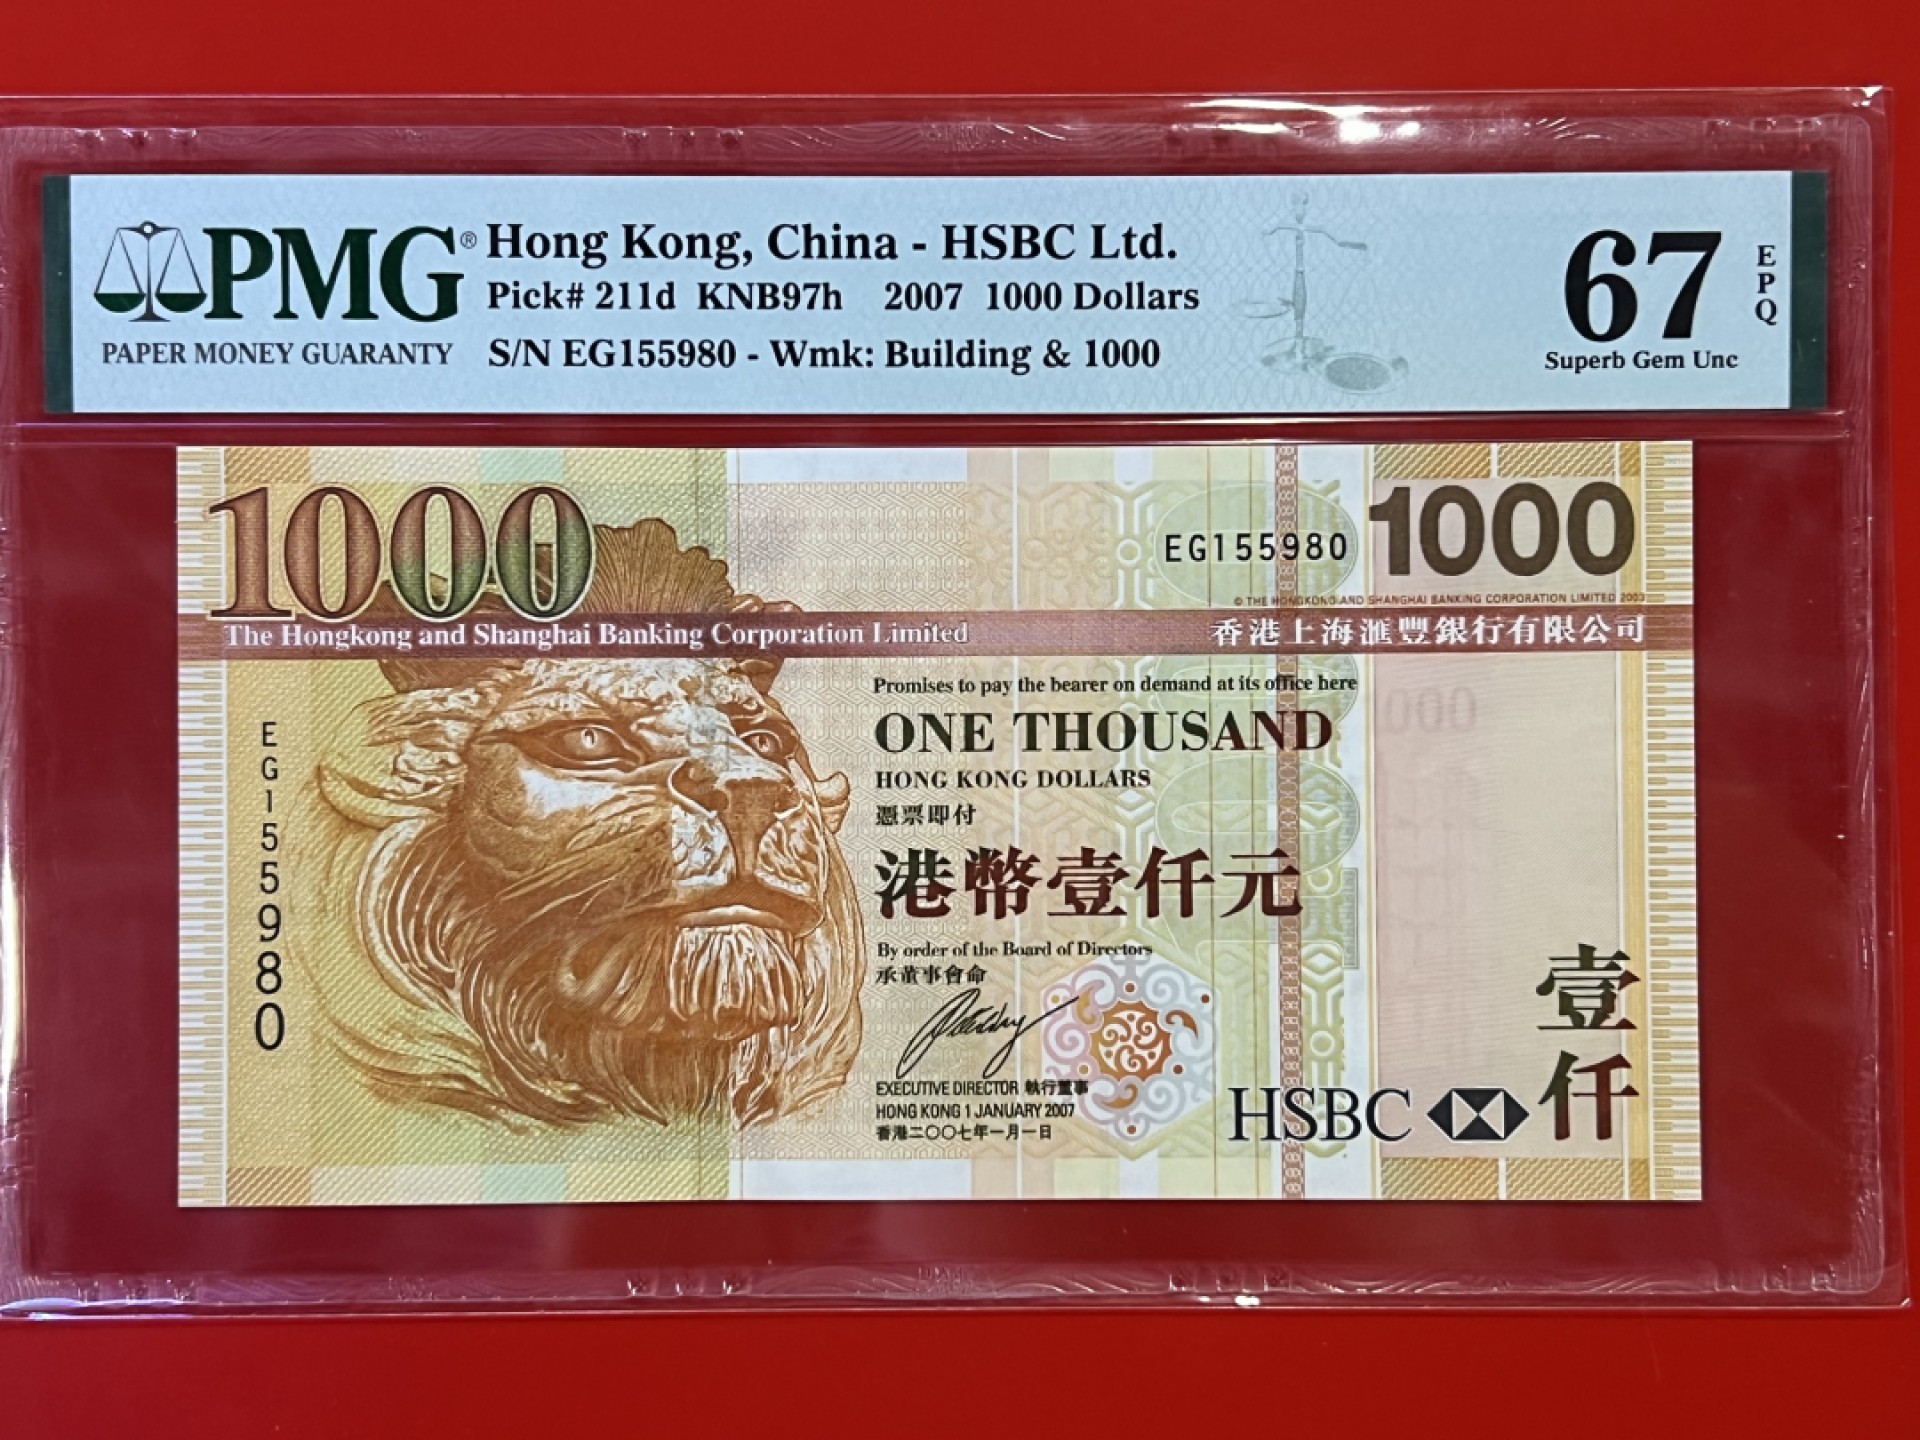 PMG®
PAPER MONEY GUARANTY
Hong Kong, China - HSBC Ltd.
Pick# 211d KNB97h 2007 1000 Dollars
S/N EG155980 - Wmk: Building & 1000
67
EPQ
Superb Gem Unc
1000
EG155980
1000
© THE HONGKONG AND SHANGHAI BANKING CORPORATION LIMITED 2003
The Hongkong and Shanghai Banking Corporation Limited
香港上海滙豐銀行有限公司
Promises to pay the bearer on demand at its office here
ONE THOUSAND
HONG KONG DOLLARS
憑票即付
港幣壹仟元
EG155980
By order of the Board of Directors
承董事會命
EXECUTIVE DIRECTOR 執行董事
HONG KONG 1 JANUARY 2007
香港二〇〇七年一月一日
HSBC
壹仟